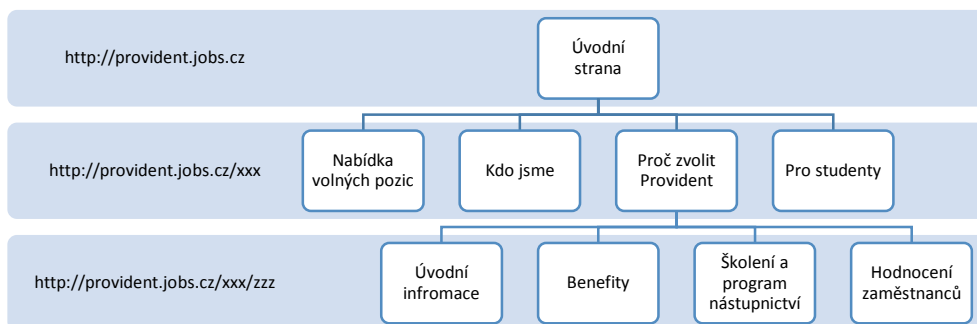 http://provident.jobs.cz
Úvodní
strana
http://provident.jobs.cz/xxx
Nabídka
volných pozic
Kdo jsme
Proč zvolit
Provident
Pro studenty
http://provident.jobs.cz/xxx/zzz
Úvodní
infromace
Benefity
Školení a
program
nástupnictví
Hodnocení
zaměstnanců